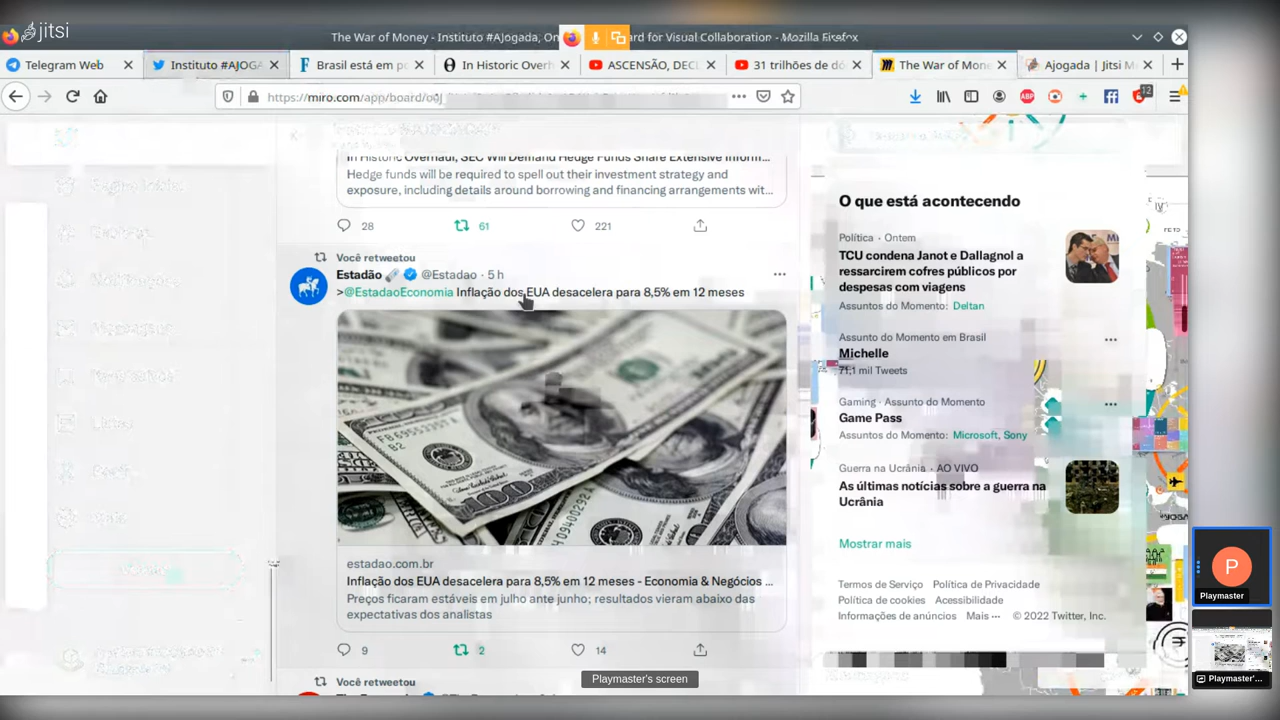 jitsi
The War of Money - Instituto #AJogada, On
ard for Visual Collaboration - Mozilla Firefox
Telegram Web
Instituto #AJOGA
Brasil está em po
In Historic Overh
ASCENSÃO, DECL
31 trilhões de dó
The War of Mone
Ajogada | Jitsi M
https://miro.com/app/board/o9J
ABP
12
In Historic Overhaul, SEC Will Demand Hedge Funds Share Extensive Inform...
Hedge funds will be required to spell out their investment strategy and
exposure, including details around borrowing and financing arrangements wit...
28 61 221
Você retweetou
Estadão @Estadao · 5 h
>@EstadaoEconomia Inflação dos EUA desacelera para 8,5% em 12 meses
estadao.com.br
Inflação dos EUA desacelera para 8,5% em 12 meses - Economia & Negócios ...
Preços ficaram estáveis em julho ante junho; resultados vieram abaixo das
expectativas dos analistas
9 2 14
Você retweetou
O que está acontecendo
Política · Ontem
TCU condena Janot e Dallagnol a
ressarcirem cofres públicos por
despesas com viagens
Assuntos do Momento: Deltan
Assunto do Momento em Brasil
Michelle
71,1 mil Tweets
Gaming · Assunto do Momento
Game Pass
Assuntos do Momento: Microsoft, Sony
Guerra na Ucrânia · AO VIVO
As últimas notícias sobre a guerra na
Ucrânia
Mostrar mais
Termos de Serviço Política de Privacidade
Política de cookies Acessibilidade
Informações de anúncios Mais ··· © 2022 Twitter, Inc.
P
Playmaster
Playmaster'...
Playmaster's screen